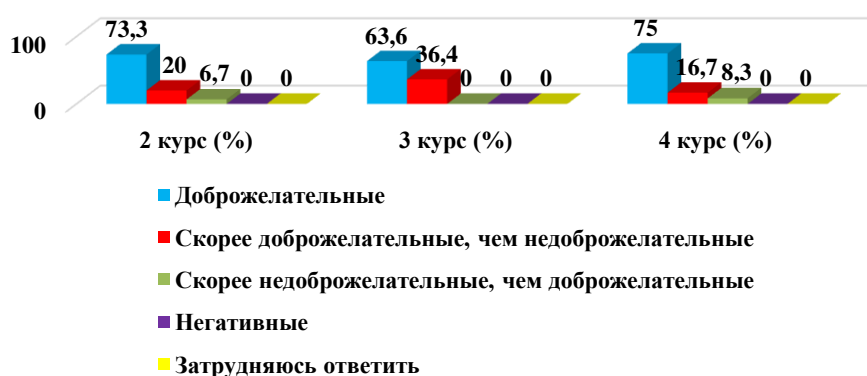 73,3 20 6,7 0 0 63,6 36,4 0 0 0 75 16,7 8,3 0 0
100
0
2 курс (%) 3 курс (%) 4 курс (%)
Доброжелательные
Скорее доброжелательные, чем недоброжелательные
Скорее недоброжелательные, чем доброжелательные
Негативные
Затрудняюсь ответить